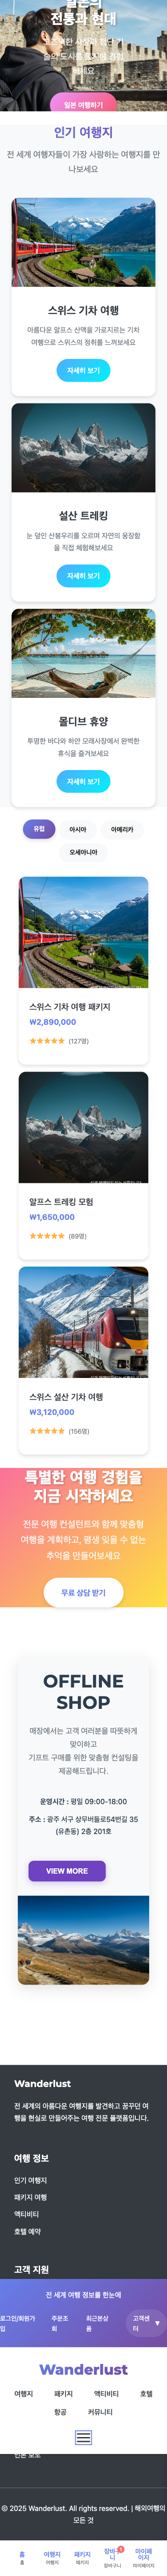 전통과 현대
일본 여행하기
인기 여행지
전 세계 여행자들이 가장 사랑하는 여행지를 만
나보세요
스위스 기차 여행
아름다운 알프스 산맥을 가로지르는 기차
여행으로 스위스의 정취를 느껴보세요
자세히 보기
설산 트레킹
눈 덮인 산봉우리를 오르며 자연의 웅장함
을 직접 체험해보세요
자세히 보기
몰디브 휴양
투명한 바다와 하얀 모래사장에서 완벽한
휴식을 즐겨보세요
자세히 보기
유럽
아시아
아메리카
오세아니아
스위스 기차 여행 패키지
₩2,890,000
★★★★★ (127명)
알프스 트레킹 모험
₩1,650,000
★★★★★ (89명)
스위스 설산 기차 여행
₩3,120,000
★★★★★ (156명)
특별한 여행 경험을
지금 시작하세요
전문 여행 컨설턴트와 함께 맞춤형
여행을 계획하고, 평생 잊을 수 없는
추억을 만들어보세요
무료 상담 받기
OFFLINE
SHOP
매장에서는 고객 여러분을 따뜻하게
맞이하고
기프트 구매를 위한 맞춤형 컨설팅을
제공해드립니다.
운영시간 : 평일 09:00-18:00
주소 : 광주 서구 상무버들로54번길 35
(유촌동) 2층 201호
VIEW MORE
Wanderlust
전 세계의 아름다운 여행지를 발견하고 꿈꾸던 여
행을 현실로 만들어주는 여행 전문 플랫폼입니다.
여행 정보
인기 여행지
패키지 여행
액티비티
호텔 예약
고객 지원
전 세계 여행 정보를 한눈에
로그인/회원가
입
주문조
회
최근본상
품
고객센
터
▼
Wanderlust
여행지
패키지
액티비티
호텔
항공
커뮤니티
© 2025 Wanderlust. All rights reserved. | 해외여행의
모든 것
홈
홈
여행지
여행지
패키지
패키지
장바구
니
장바구니
마이페
이지
마이페이지